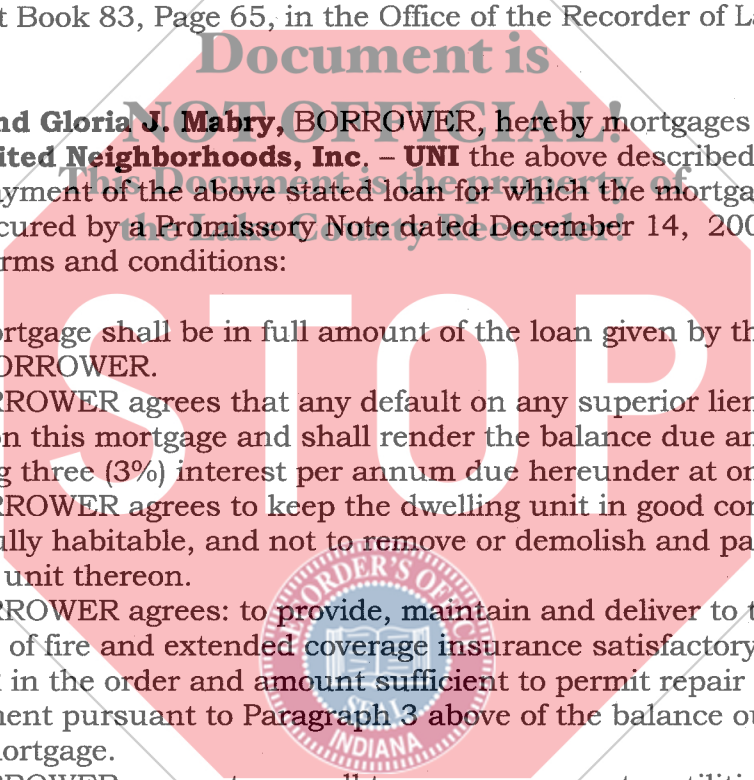 t Book 83, Page 65, in the Office of the Recorder of L
Document is
NOT OFFICIAL!
nd Gloria J. Mabry, BORROWER, hereby mortgages
ited Neighborhoods, Inc. – UNI the above described
This Document is the property of
ayment of the above stated loan for which the mortga
the Lake County Recorder!
cured by a Promissory Note dated December 14, 200
rms and conditions:
STOP
ortgage shall be in full amount of the loan given by th
ORROWER.
RROWER agrees that any default on any superior lien
on this mortgage and shall render the balance due an
g three (3%) interest per annum due hereunder at on
RROWER agrees to keep the dwelling unit in good con
ully habitable, and not to remove or demolish and pa
unit thereon.
RECORDER'S OFFICE
RROWER agrees: to provide, maintain and deliver to t
of fire and extended coverage insurance satisfactory
in the order and amount sufficient to permit repair
SEAL
ent pursuant to Paragraph 3 above of the balance o
INDIANA
ortgage.